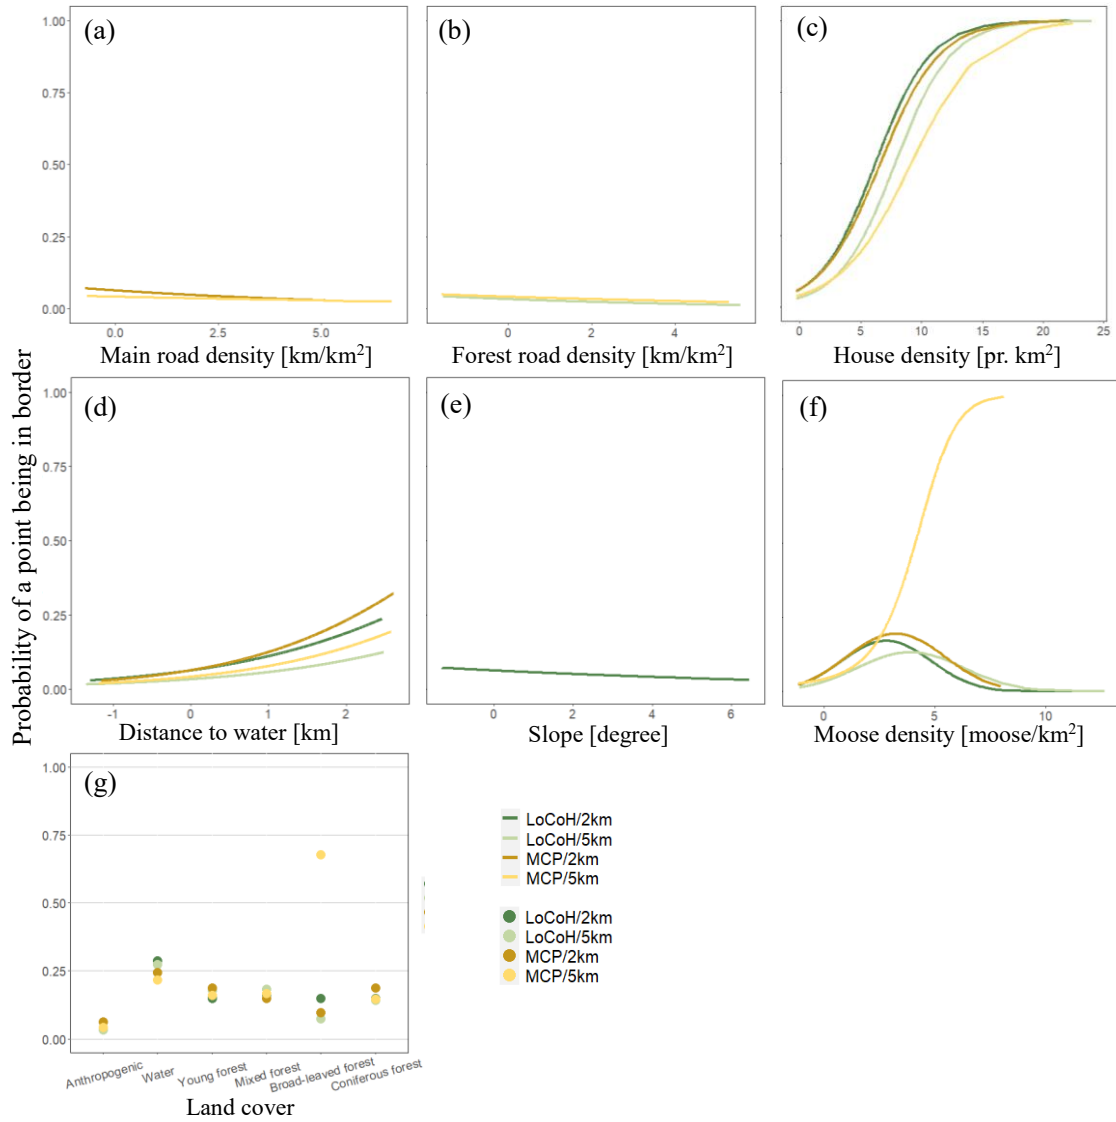 (a)
1.00
0.75
0.50
0.25
0.00
0.0 2.5 5.0
Main road density [km/km²]
(b)
0 2 4
Forest road density [km/km²]
(c)
0 5 10 15 20 25
House density [pr. km²]
Probability of a point being in border
(d)
1.00
0.75
0.50
0.25
0.00
-1 0 1 2
Distance to water [km]
(e)
0 2 4 6
Slope [degree]
(f)
0 5 10
Moose density [moose/km²]
(g)
1.00
0.75
0.50
0.25
0.00
Anthropogenic Water Young forest Mixed forest Broad-leaved forest Coniferous forest
Land cover
LoCoH/2km
LoCoH/5km
MCP/2km
MCP/5km
LoCoH/2km
LoCoH/5km
MCP/2km
MCP/5km